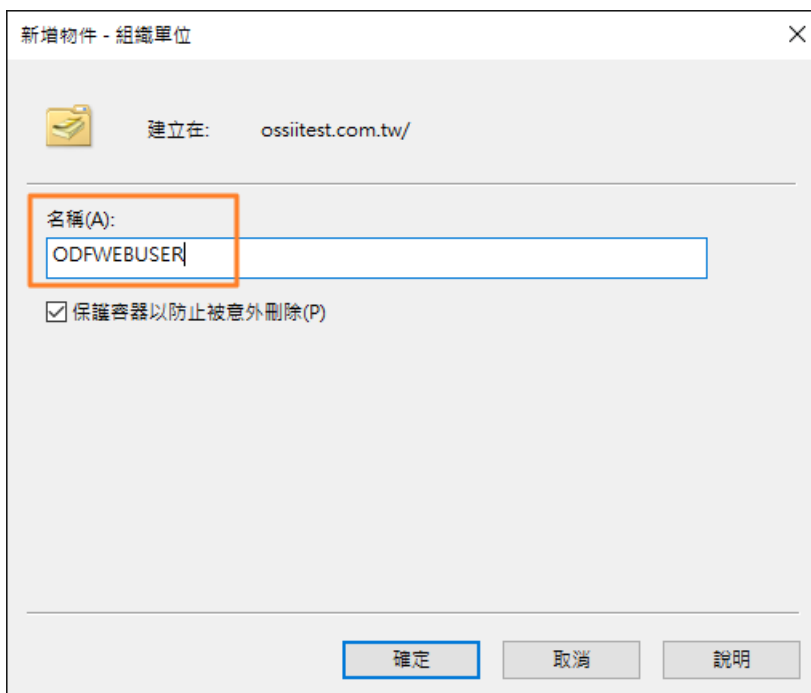 新增物件 - 組織單位
建立在: ossiitest.com.tw/
名稱(A):
ODFWEBUSER
保護容器以防止被意外刪除(P)
確定 取消 說明